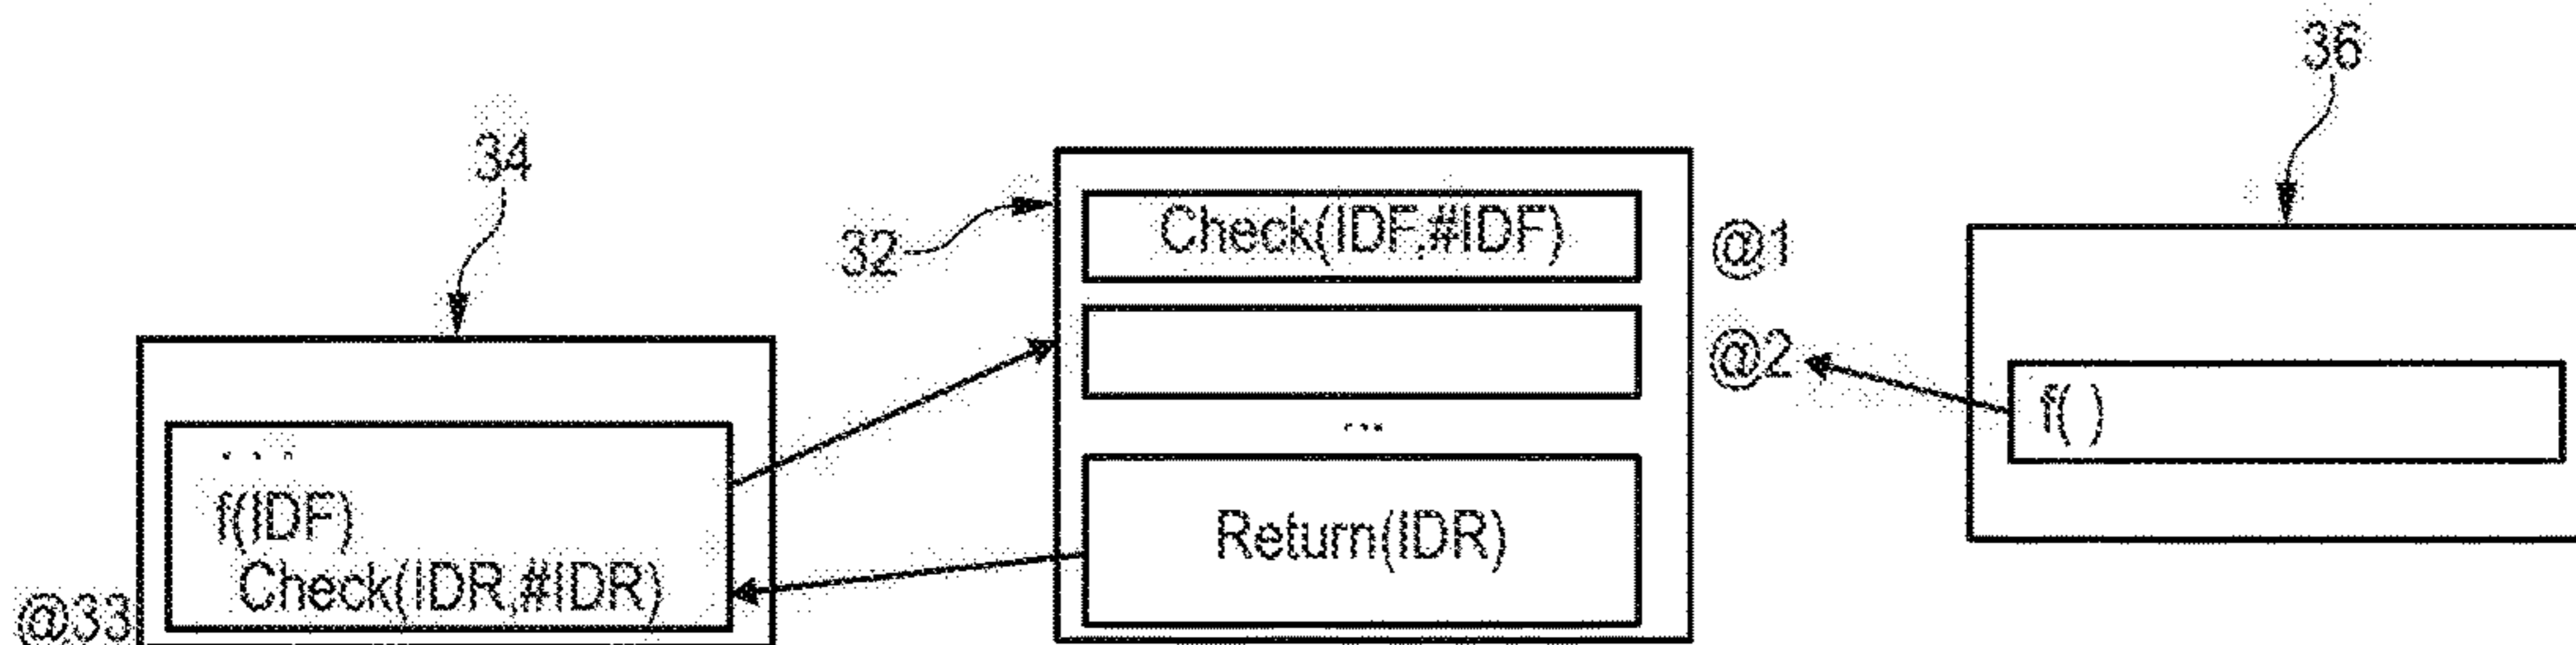 36
34
32
Check(IDF,#IDF)
@1
@2
f( )
...
...
f(IDF)
Return(IDR)
Check(IDR,#IDR)
@33